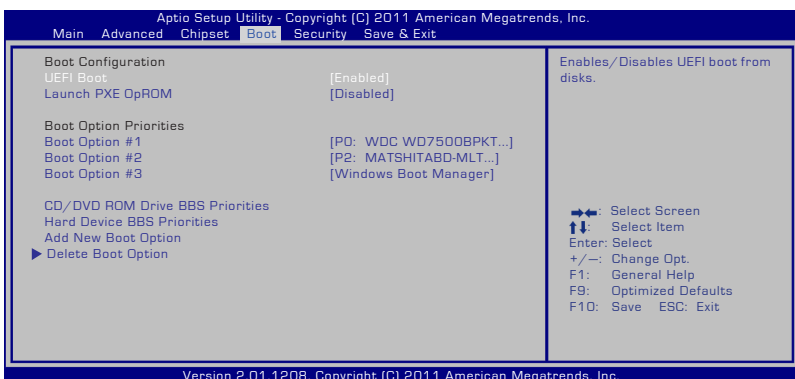 Aptio Setup Utility - Copyright (C) 2011 American Megatrends, Inc.
Main Advanced Chipset Boot Security Save & Exit
Boot Configuration
UEFI Boot [Enabled]
Launch PXE OpROM [Disabled]
Boot Option Priorities
Boot Option #1 [P0: WDC WD7500BPKT...]
Boot Option #2 [P2: MATSHITABD-MLT...]
Boot Option #3 [Windows Boot Manager]
CD/DVD ROM Drive BBS Priorities
Hard Device BBS Priorities
Add New Boot Option
Delete Boot Option
Enables/Disables UEFI boot from
disks.
→←: Select Screen
↑↓: Select Item
Enter: Select
+/—: Change Opt.
F1: General Help
F9: Optimized Defaults
F10: Save ESC: Exit
Version 2.01.1208. Copyright (C) 2011 American Megatrends, Inc.